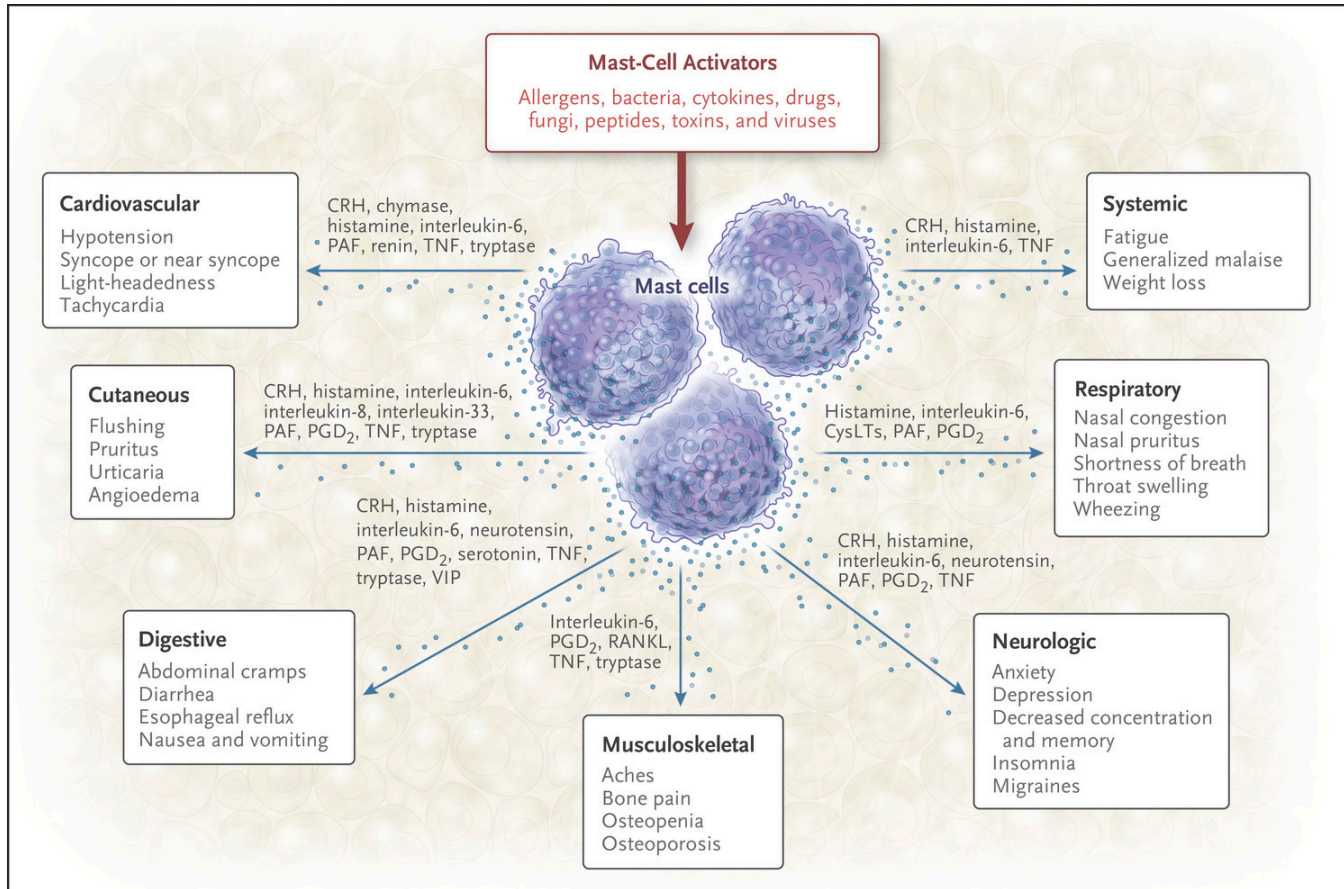 Mast-Cell Activators
Allergens, bacteria, cytokines, drugs,
fungi, peptides, toxins, and viruses
Mast cells
Cardiovascular
Hypotension
Syncope or near syncope
Light-headedness
Tachycardia
CRH, chymase,
histamine, interleukin-6,
PAF, renin, TNF, tryptase
CRH, histamine,
interleukin-6, TNF
Systemic
Fatigue
Generalized malaise
Weight loss
Cutaneous
Flushing
Pruritus
Urticaria
Angioedema
CRH, histamine, interleukin-6,
interleukin-8, interleukin-33,
PAF, PGD₂, TNF, tryptase
Histamine, interleukin-6,
CysLTs, PAF, PGD₂
Respiratory
Nasal congestion
Nasal pruritus
Shortness of breath
Throat swelling
Wheezing
CRH, histamine,
interleukin-6, neurotensin,
PAF, PGD₂, serotonin, TNF,
tryptase, VIP
Digestive
Abdominal cramps
Diarrhea
Esophageal reflux
Nausea and vomiting
Interleukin-6,
PGD₂, RANKL,
TNF, tryptase
Musculoskeletal
Aches
Bone pain
Osteopenia
Osteoporosis
CRH, histamine,
interleukin-6, neurotensin,
PAF, PGD₂, TNF
Neurologic
Anxiety
Depression
Decreased concentration
and memory
Insomnia
Migraines